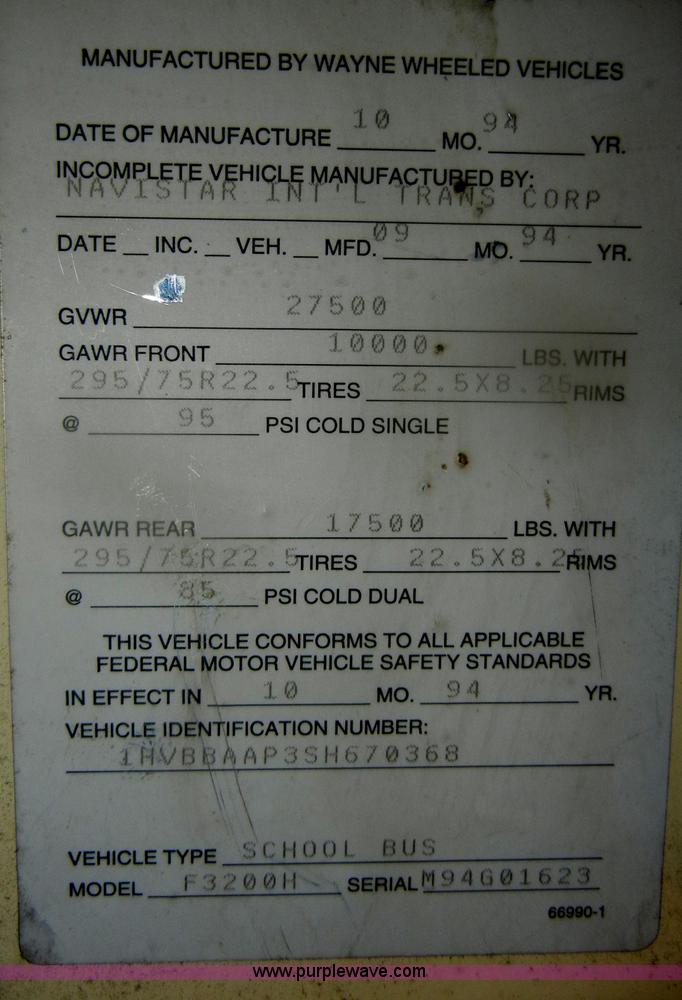 MANUFACTURED BY WAYNE WHEELED VEHICLES
DATE OF MANUFACTURE 10 MO. 94 YR.
INCOMPLETE VEHICLE MANUFACTURED BY:
NAVISTAR INT'L TRANS CORP
DATE __ INC. __ VEH. __ MFD. 09 MO. 94 YR.
GVWR 27500
GAWR FRONT 10000 LBS. WITH
295/75R22.5 TIRES 22.5X8.25 RIMS
@ 95 PSI COLD SINGLE
GAWR REAR 17500 LBS. WITH
295/75R22.5 TIRES 22.5X8.25 RIMS
@ 85 PSI COLD DUAL
THIS VEHICLE CONFORMS TO ALL APPLICABLE
FEDERAL MOTOR VEHICLE SAFETY STANDARDS
IN EFFECT IN 10 MO. 94 YR.
VEHICLE IDENTIFICATION NUMBER:
1HVBBAAP3SH670368
VEHICLE TYPE SCHOOL BUS
MODEL F3200H SERIAL M94G01623
66990-1
www.purplewave.com